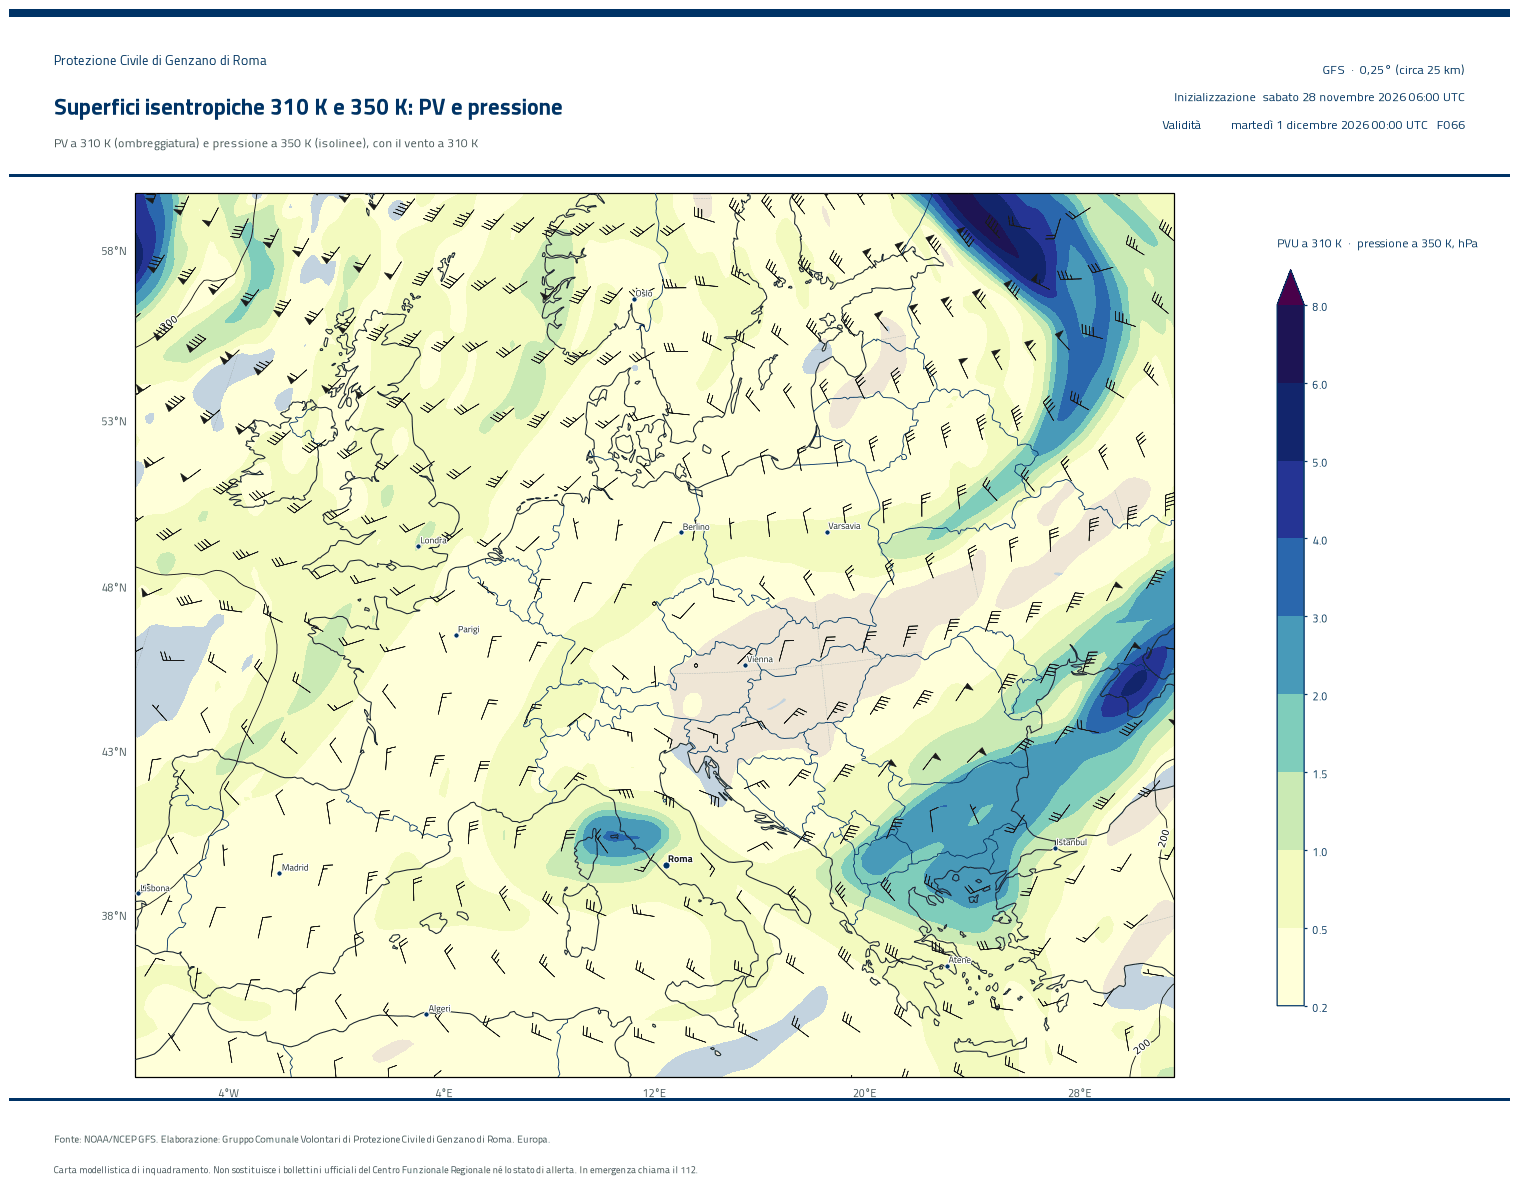 Protezione Civile di Genzano di Roma
Superfici isentropiche 310 K e 350 K: PV e pressione
PV a 310 K (ombreggiatura) e pressione a 350 K (isolinee), con il vento a 310 K
GFS · 0,25° (circa 25 km)
Inizializzazione sabato 28 novembre 2026 06:00 UTC
Validità martedì 1 dicembre 2026 00:00 UTC F066
PVU a 310 K · pressione a 350 K, hPa
8.0
6.0
5.0
4.0
3.0
2.0
1.5
1.0
0.5
0.2
58°N
53°N
48°N
43°N
38°N
4°W
4°E
12°E
20°E
28°E
Oslo
Berlino
Varsavia
Londra
Parigi
Vienna
Roma
Madrid
Lisbona
Istanbul
Atene
Algeri
200
200
200
Fonte: NOAA/NCEP GFS. Elaborazione: Gruppo Comunale Volontari di Protezione Civile di Genzano di Roma. Europa.
Carta modellistica di inquadramento. Non sostituisce i bollettini ufficiali del Centro Funzionale Regionale né lo stato di allerta. In emergenza chiama il 112.